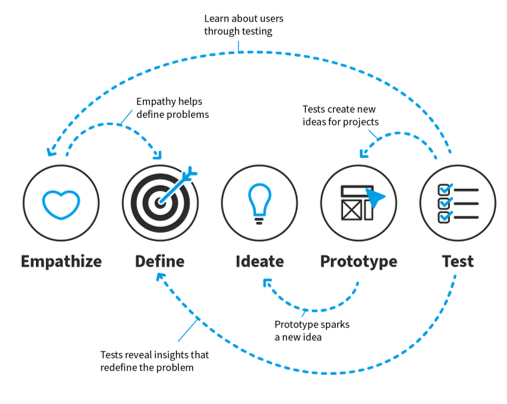 Learn about users
through testing
Empathy helps
define problems
Tests create new
ideas for projects
Empathize
Define
Ideate
Prototype
Test
Prototype sparks
a new idea
Tests reveal insights that
redefine the problem